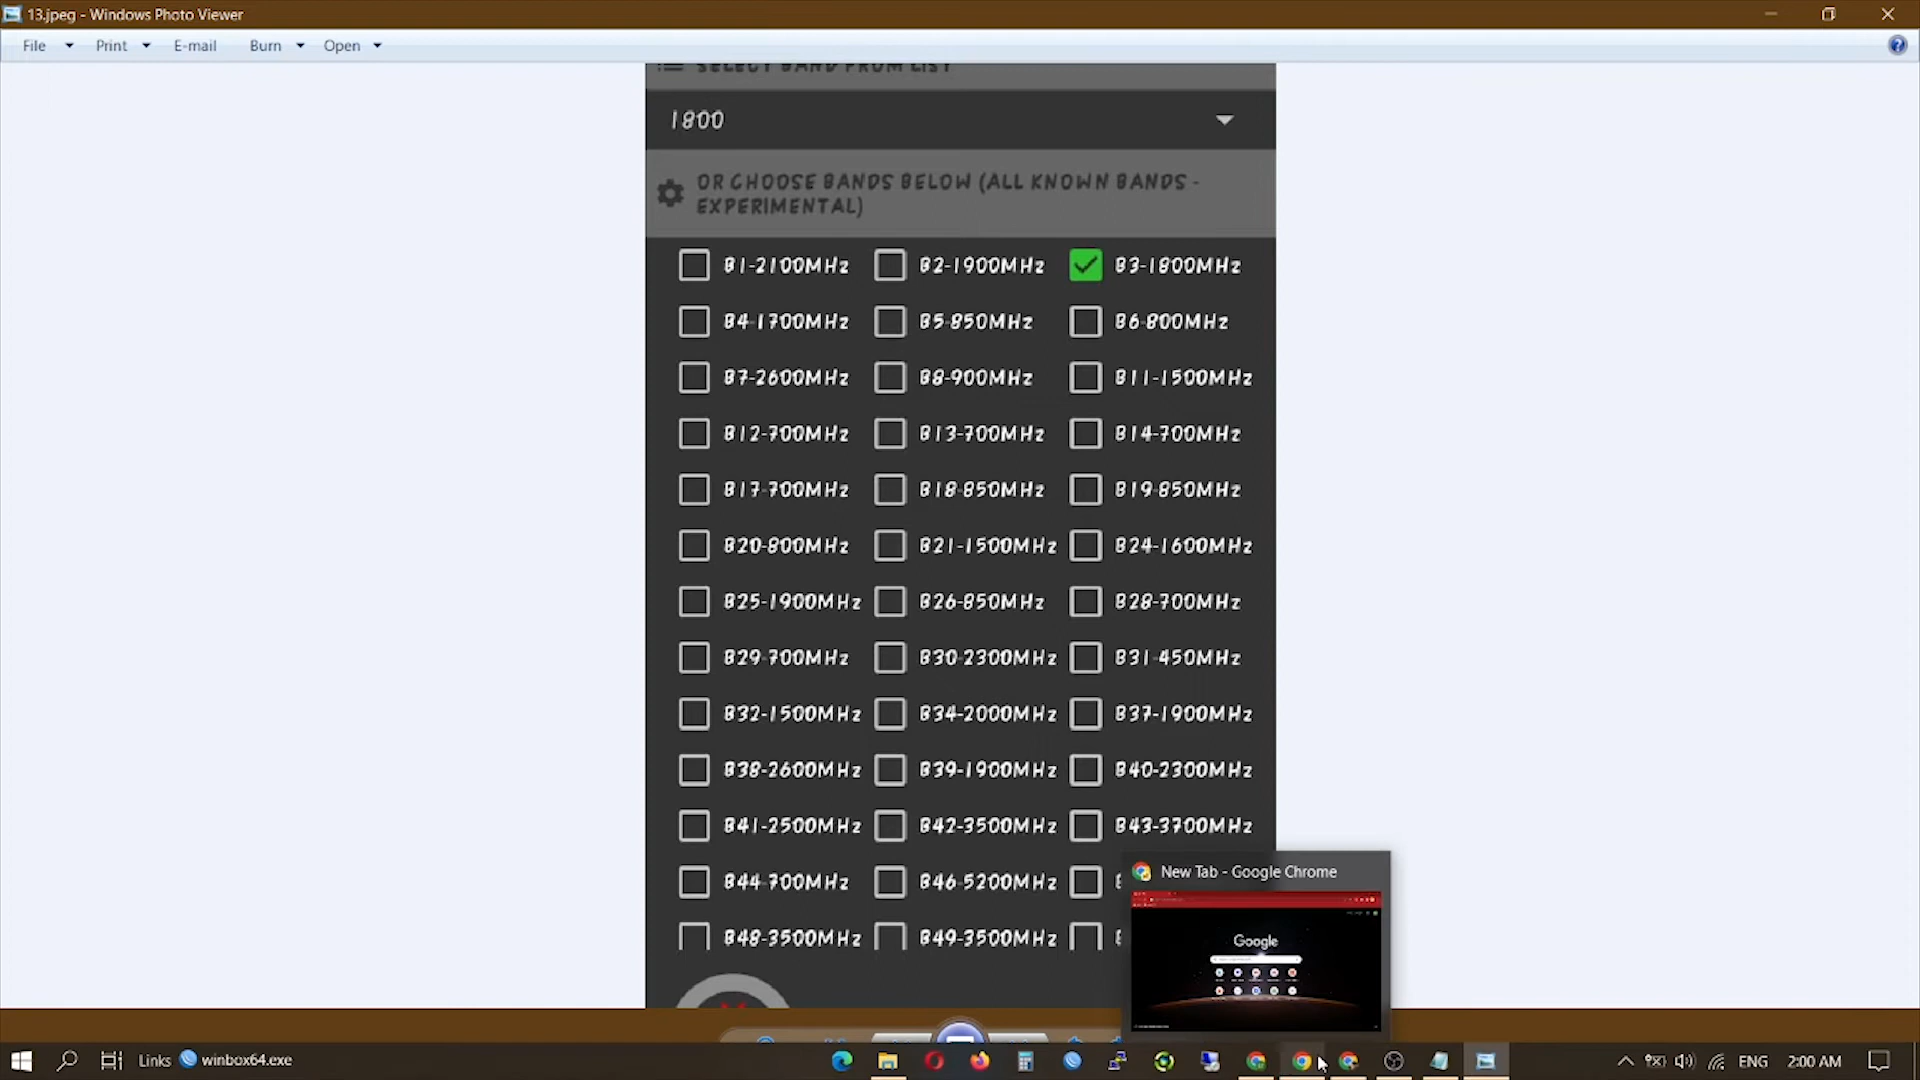 13.jpeg - Windows Photo Viewer
File Print E-mail Burn Open
SELECT BAND FROM LIST
1800
OR CHOOSE BANDS BELOW (ALL KNOWN BANDS -
EXPERIMENTAL)
B1-2100MHz B2-1900MHz B3-1800MHz
B4-1700MHz B5-850MHz B6-800MHz
B7-2600MHz B8-900MHz B11-1500MHz
B12-700MHz B13-700MHz B14-700MHz
B17-700MHz B18-850MHz B19-850MHz
B20-800MHz B21-1500MHz B24-1600MHz
B25-1900MHz B26-850MHz B28-700MHz
B29-700MHz B30-2300MHz B31-450MHz
B32-1500MHz B34-2000MHz B37-1900MHz
B38-2600MHz B39-1900MHz B40-2300MHz
B41-2500MHz B42-3500MHz B43-3700MHz
B44-700MHz B46-5200MHz
B48-3500MHz B49-3500MHz
New Tab - Google Chrome
Google
Links winbox64.exe
ENG 2:00 AM